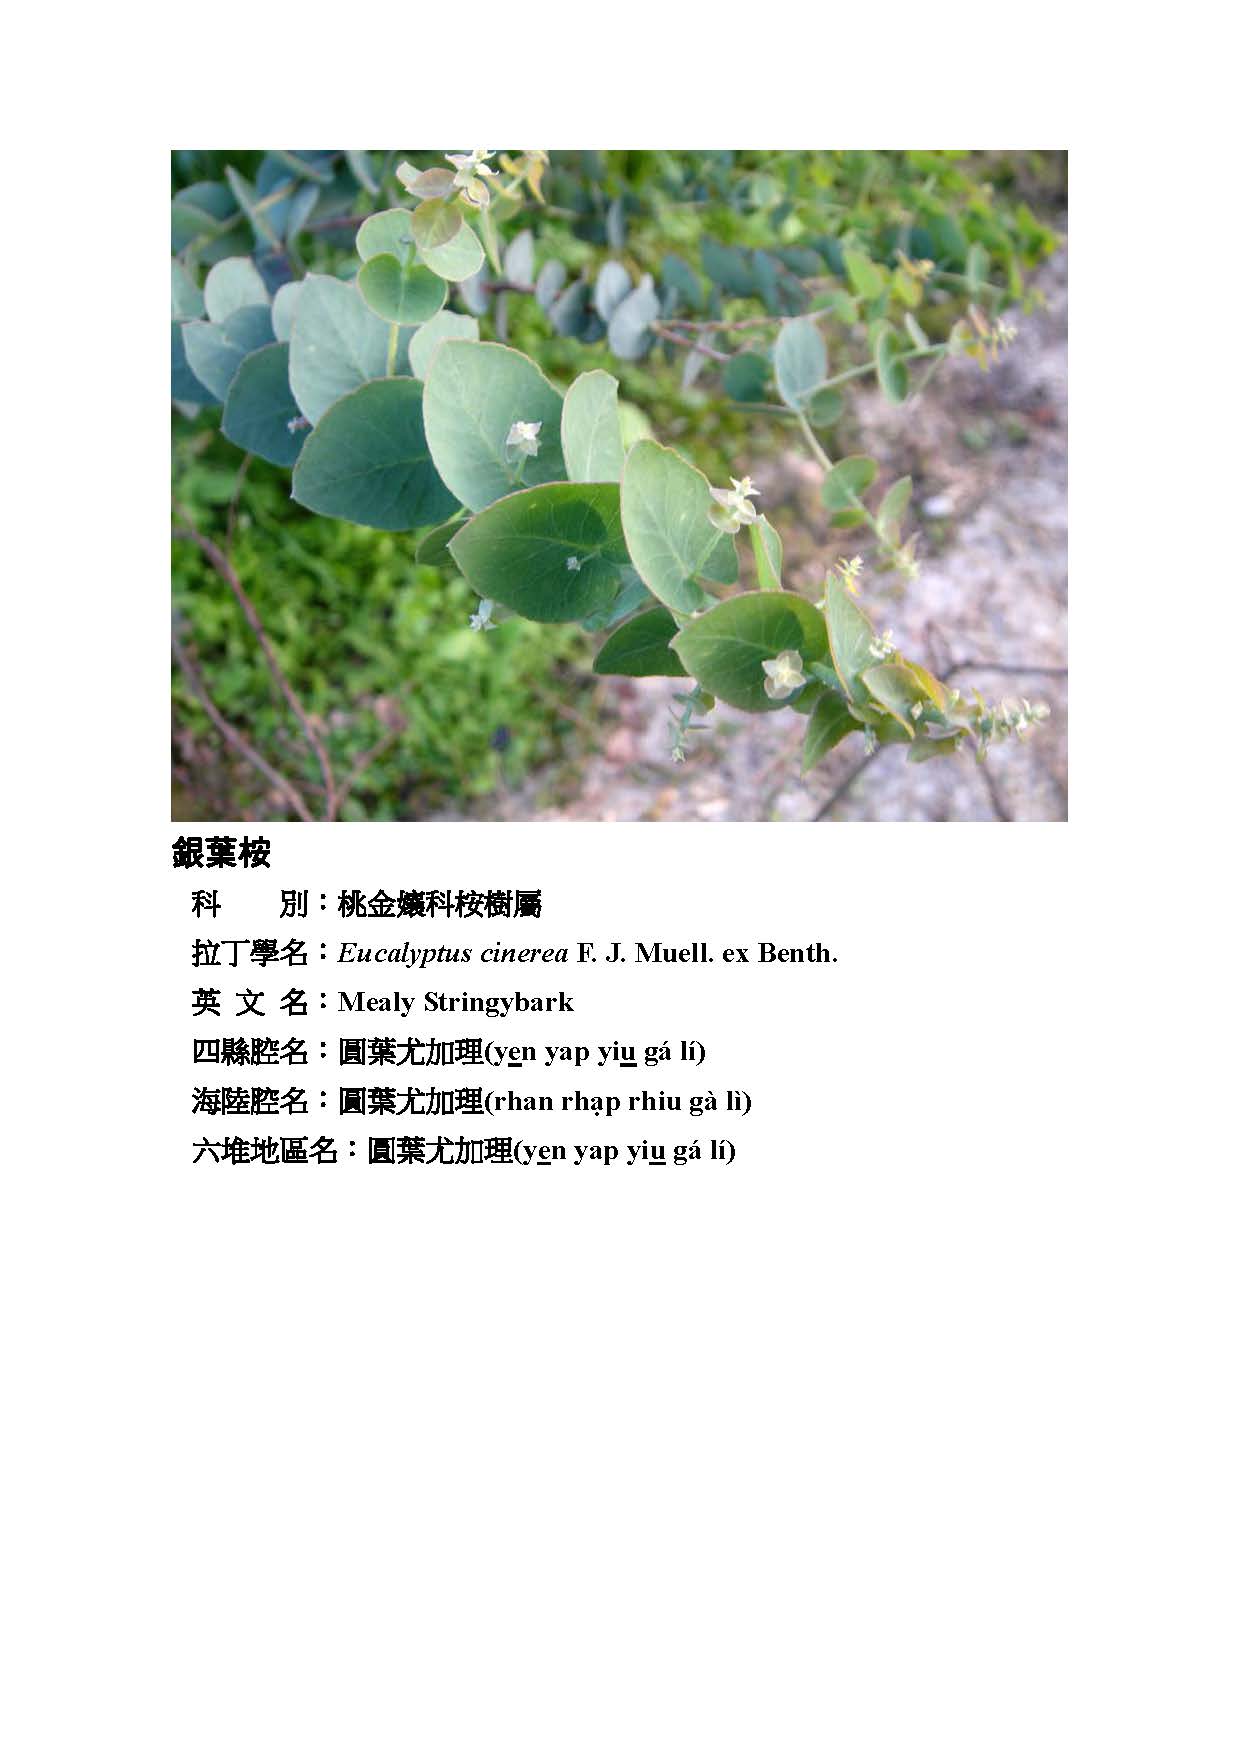 銀葉桉
科　　別：桃金孃科桉樹屬
拉丁學名：Eucalyptus cinerea F. J. Muell. ex Benth.
英 文 名：Mealy Stringybark
四縣腔名：圓葉尤加理(yen yap yiu gá lí)
海陸腔名：圓葉尤加理(rhan rhạp rhiu gà lì)
六堆地區名：圓葉尤加理(yen yap yiu gá lí)